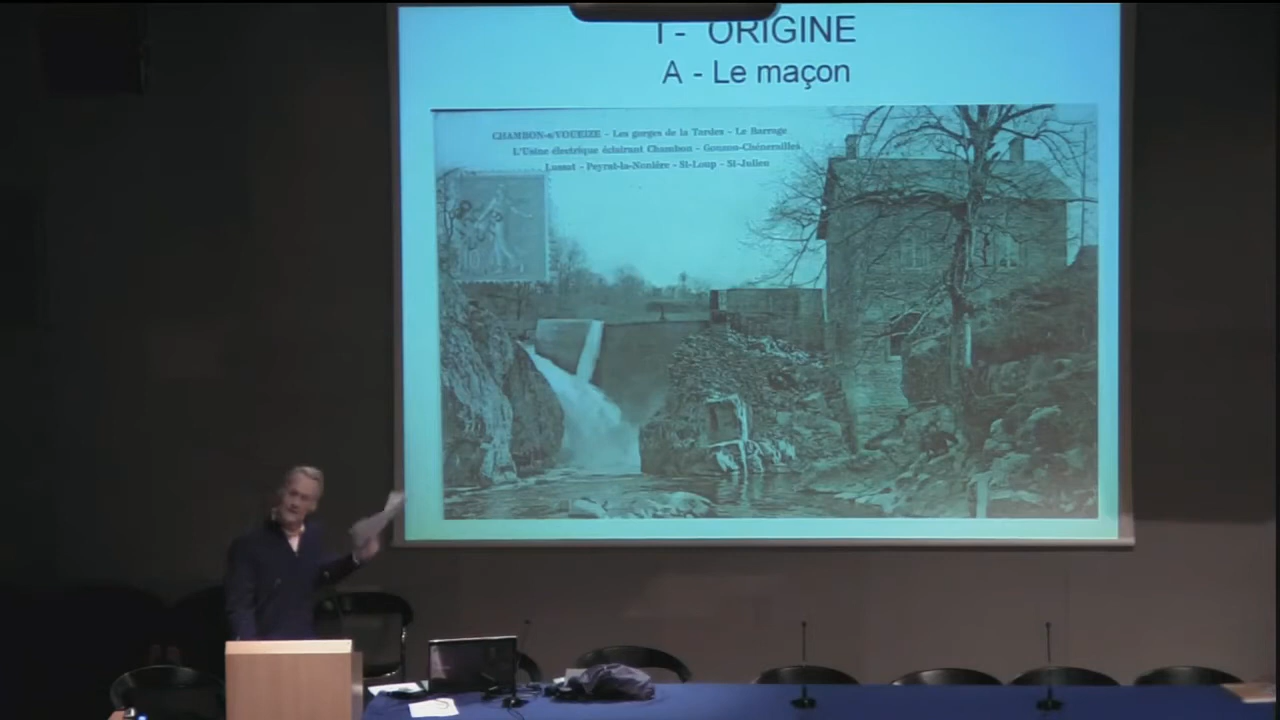 I - ORIGINE
A - Le maçon
CHAMBON-s/VOUEIZE - Les gorges de la Tardes - Le Barrage
L'Usine électrique éclairant Chambon - Gouzon-Chénerailles
Lussat - Peyrat-la-Nonière - St-Loup - St-Julien
10